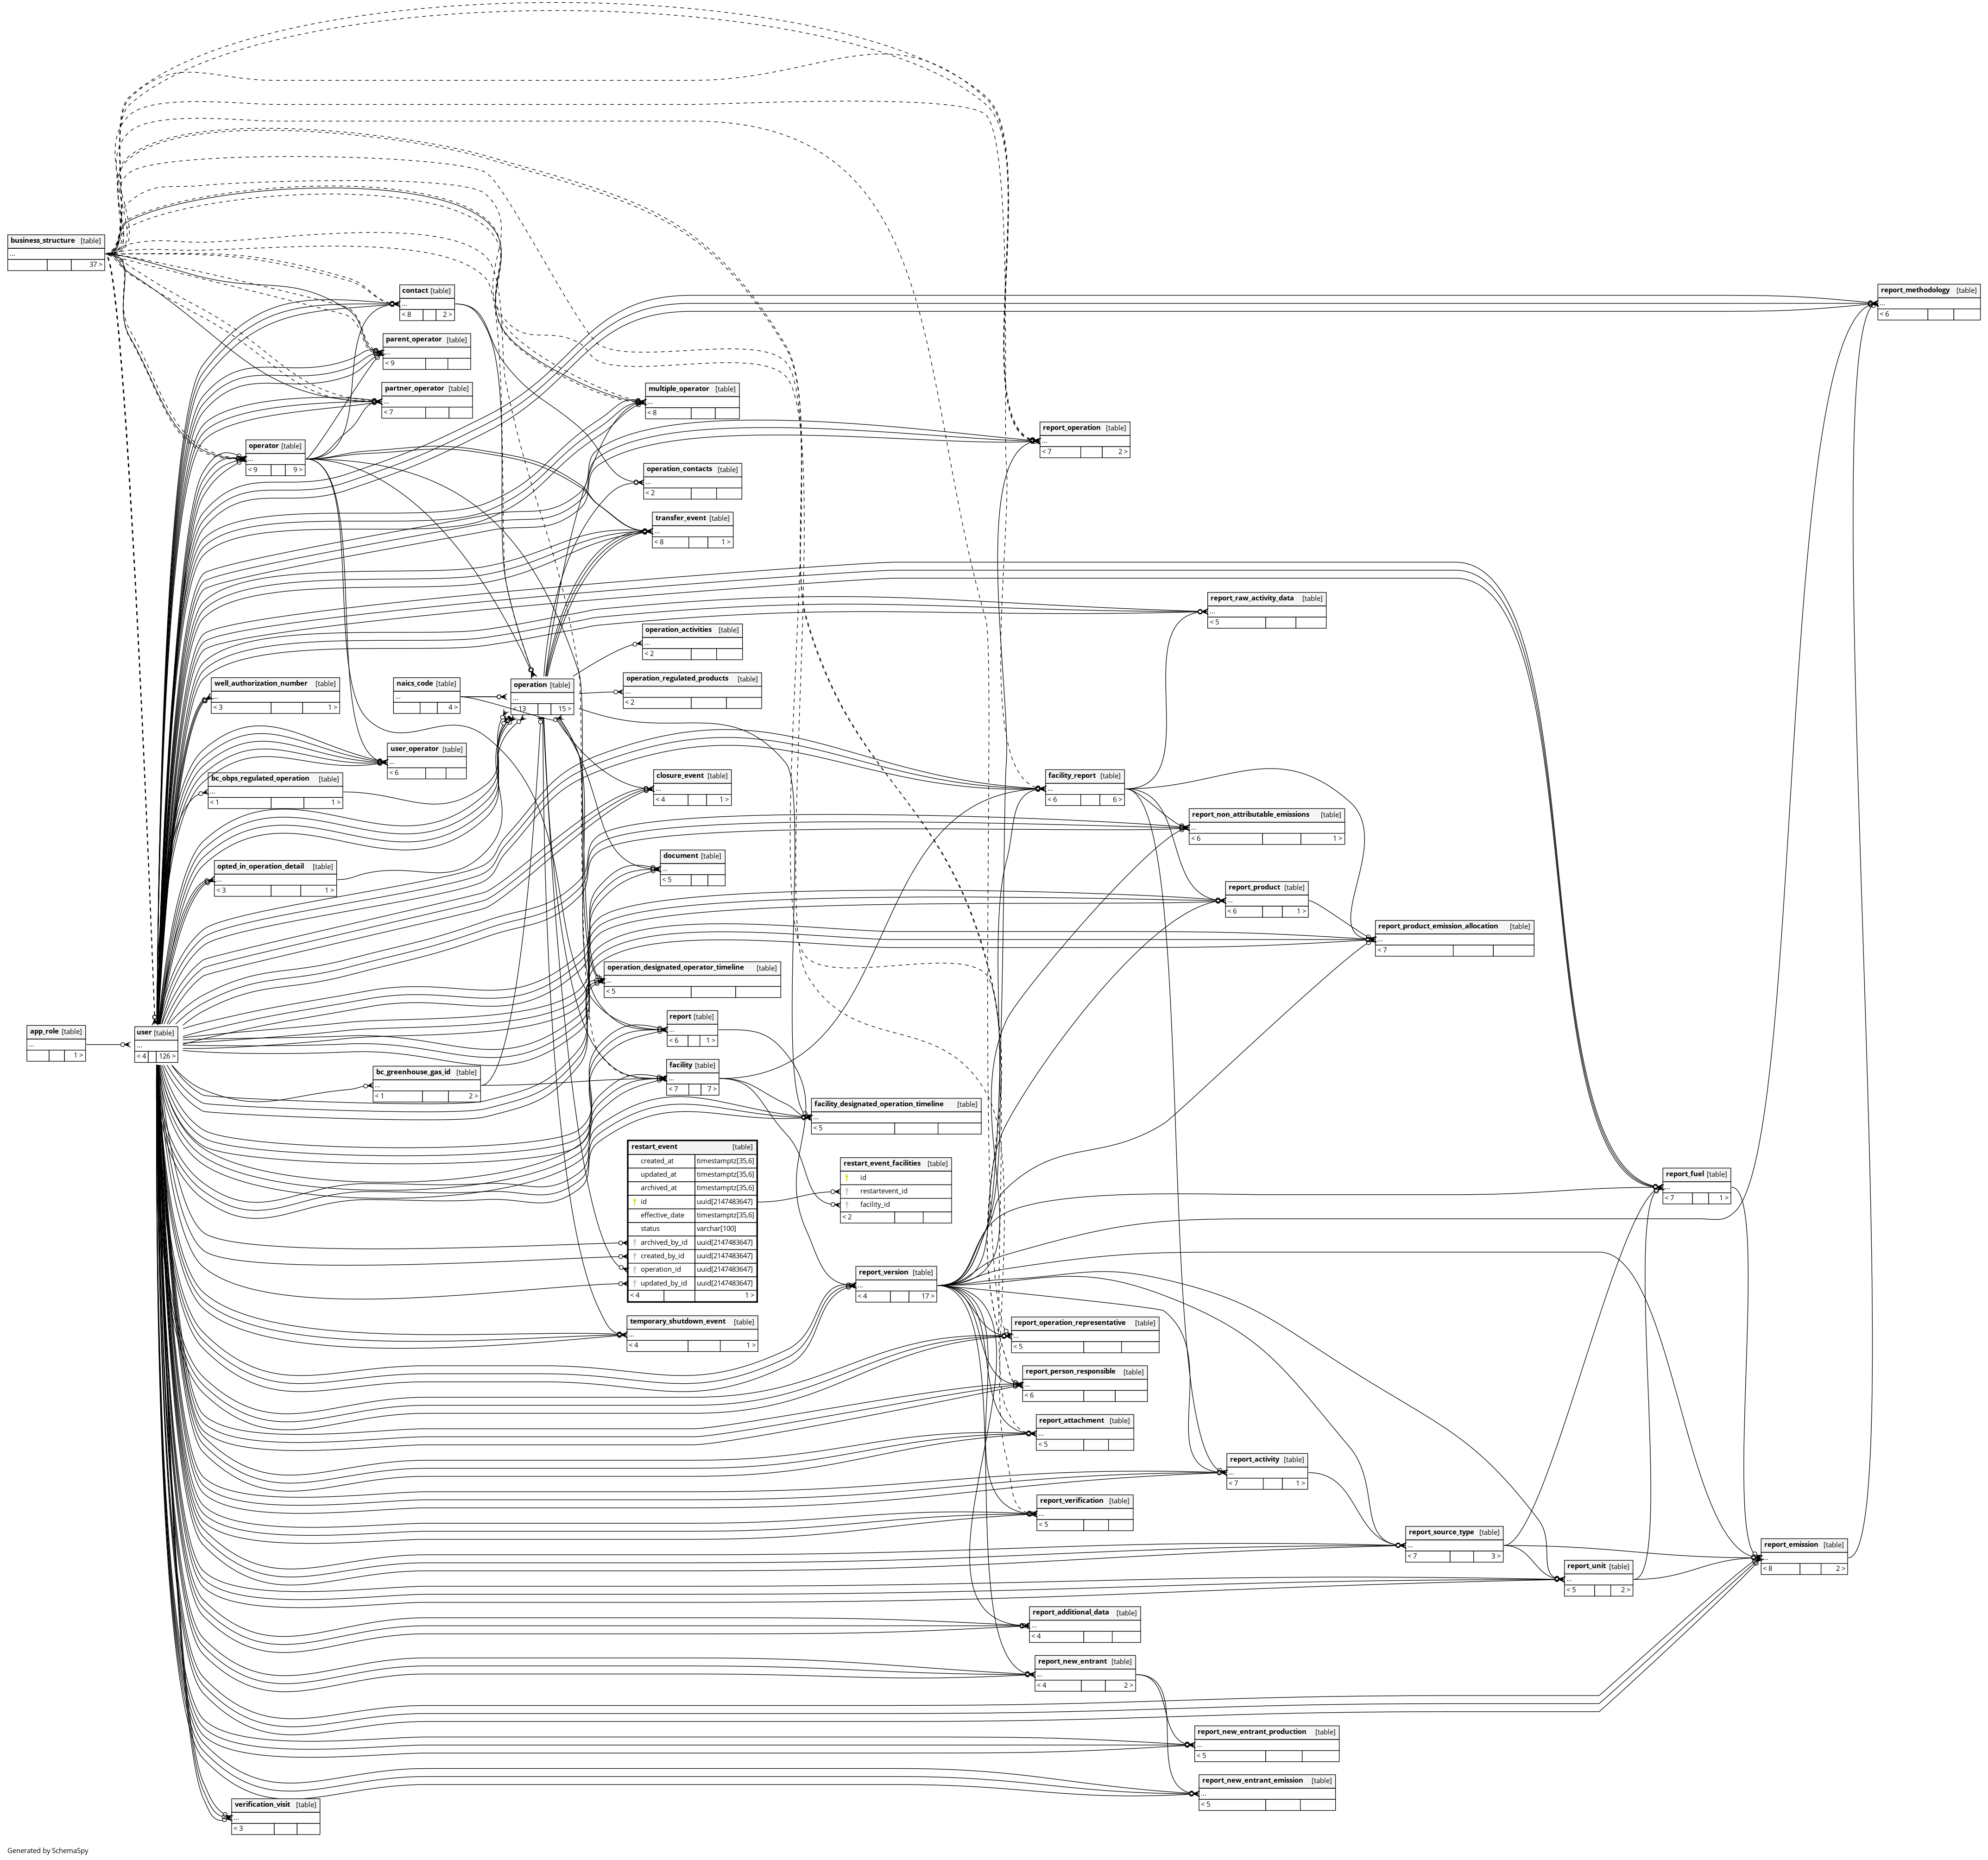 business_structure [table]
...
37 >
contact [table]
...
< 8 2 >
report_methodology [table]
...
< 6
parent_operator [table]
...
< 9
partner_operator [table]
...
< 7
multiple_operator [table]
...
< 8
operator [table]
...
< 9 9 >
report_operation [table]
...
< 7 2 >
operation_contacts [table]
...
< 2
transfer_event [table]
...
< 8 1 >
report_raw_activity_data [table]
...
< 5
operation_activities [table]
...
< 2
operation_regulated_products [table]
...
< 2
well_authorization_number [table]
...
< 3 1 >
naics_code [table]
...
4 >
operation [table]
...
< 13 15 >
user_operator [table]
...
< 6
bc_obps_regulated_operation [table]
...
< 1 1 >
closure_event [table]
...
< 4 1 >
facility_report [table]
...
< 6 6 >
report_non_attributable_emissions [table]
...
< 6 1 >
opted_in_operation_detail [table]
...
< 3 1 >
document [table]
...
< 5
report_product [table]
...
< 6 1 >
report_product_emission_allocation [table]
...
< 7
operation_designated_operator_timeline [table]
...
< 5
app_role [table]
...
1 >
user [table]
...
< 4 126 >
report [table]
...
< 6 1 >
bc_greenhouse_gas_id [table]
...
< 1 2 >
facility [table]
...
< 7 7 >
facility_designated_operation_timeline [table]
...
< 5
restart_event [table]
created_at timestamptz[35,6]
updated_at timestamptz[35,6]
archived_at timestamptz[35,6]
id uuid[2147483647]
effective_date timestamptz[35,6]
status varchar[100]
archived_by_id uuid[2147483647]
created_by_id uuid[2147483647]
operation_id uuid[2147483647]
updated_by_id uuid[2147483647]
< 4 1 >
restart_event_facilities [table]
id
restartevent_id
facility_id
< 2
report_fuel [table]
...
< 7 1 >
report_version [table]
...
< 4 17 >
temporary_shutdown_event [table]
...
< 4 1 >
report_operation_representative [table]
...
< 5
report_person_responsible [table]
...
< 6
report_attachment [table]
...
< 5
report_activity [table]
...
< 7 1 >
report_verification [table]
...
< 5
report_source_type [table]
...
< 7 3 >
report_emission [table]
...
< 8 2 >
report_unit [table]
...
< 5 2 >
report_additional_data [table]
...
< 4
report_new_entrant [table]
...
< 4 2 >
report_new_entrant_production [table]
...
< 5
report_new_entrant_emission [table]
...
< 5
verification_visit [table]
...
< 3
Generated by SchemaSpy